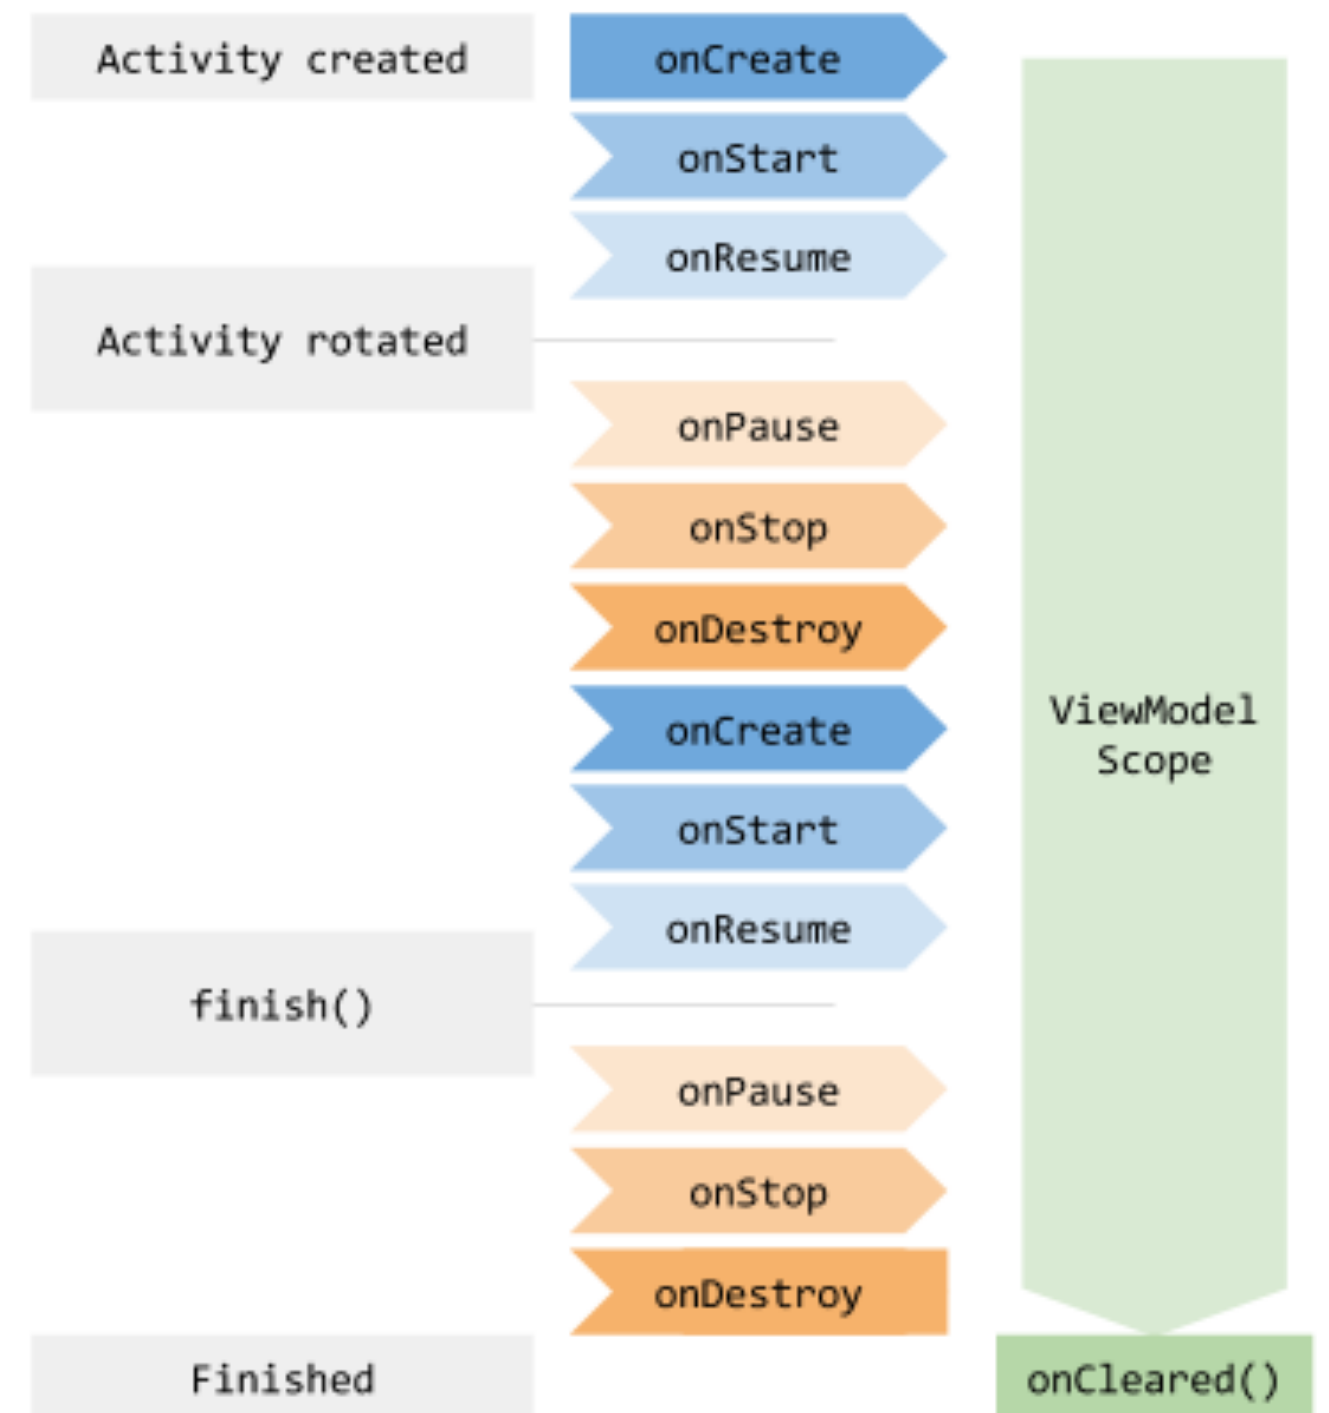 Activity created
onCreate
onStart
onResume
Activity rotated
onPause
onStop
onDestroy
onCreate
ViewModel
Scope
onStart
onResume
finish()
onPause
onStop
onDestroy
Finished
onCleared()